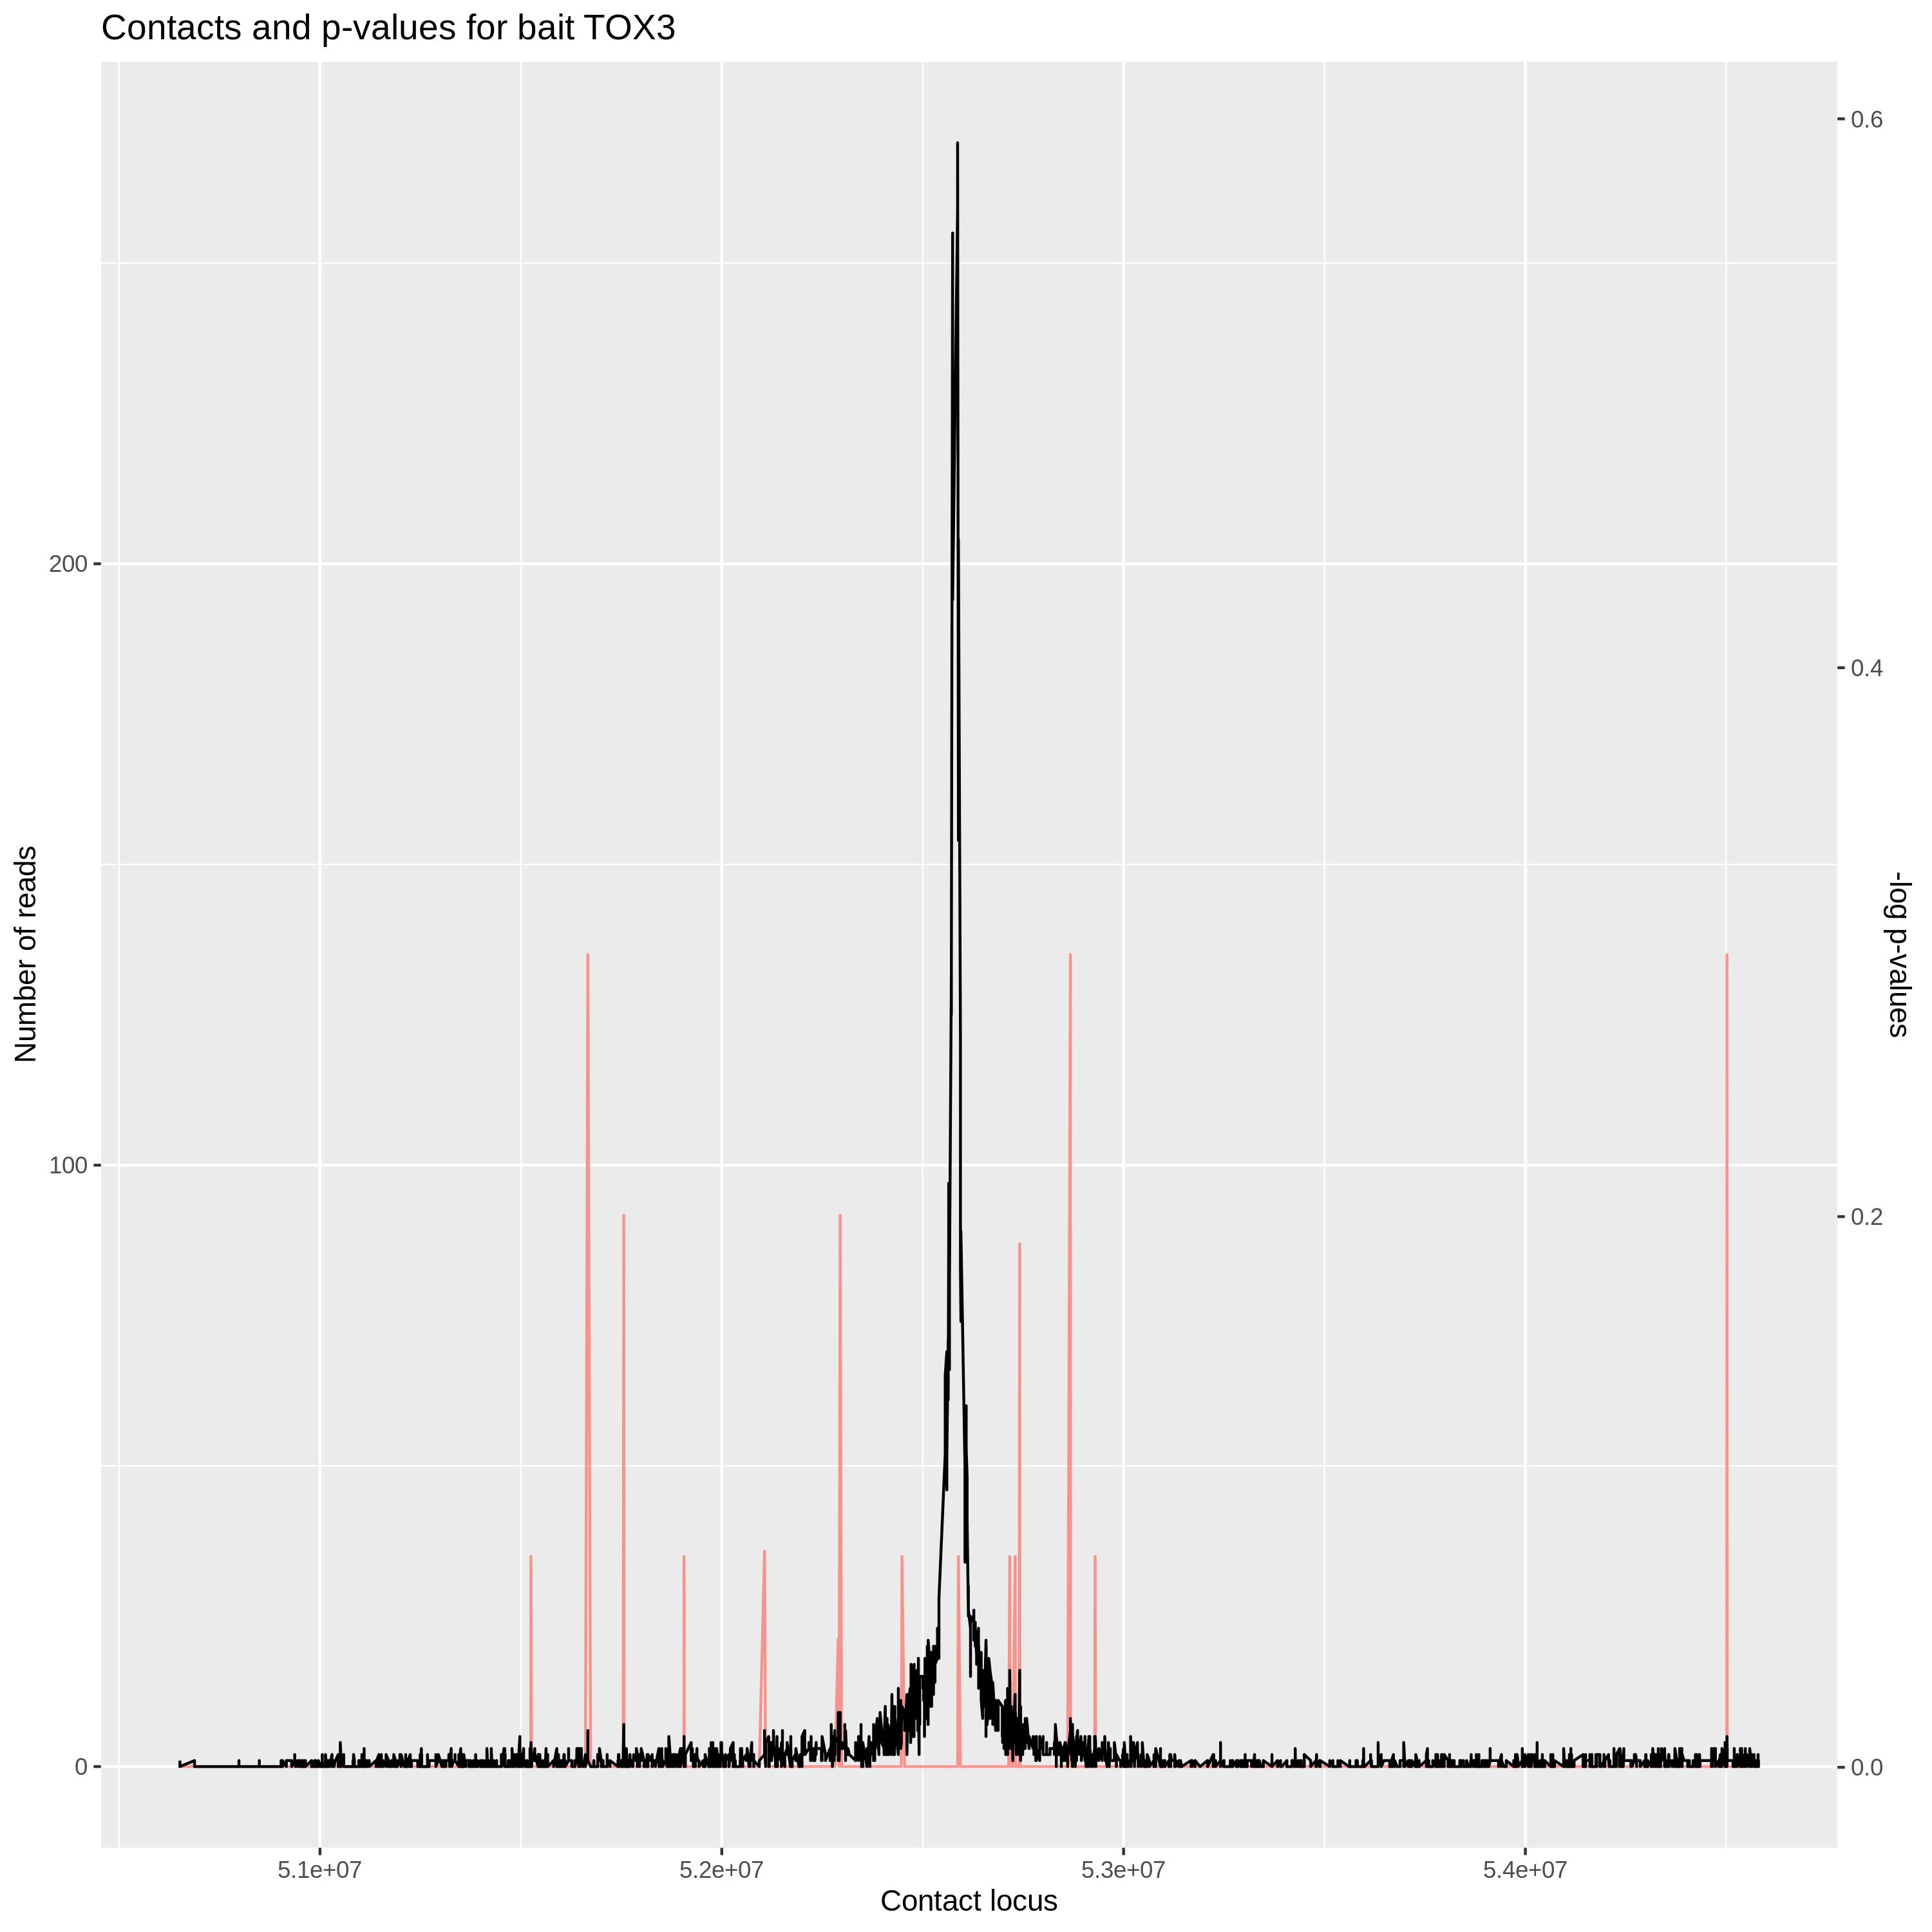 Contacts and p-values for bait TOX3
0.6
0.4
0.2
0.0
200
100
0
Number of reads
-log p-values
5.1e+07
5.2e+07
5.3e+07
5.4e+07
Contact locus